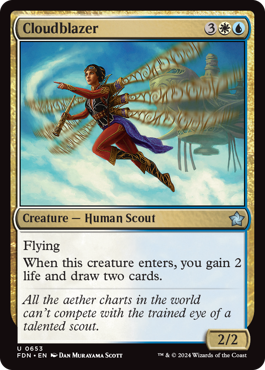 Cloudblazer 3
Creature — Human Scout
Flying
When this creature enters, you gain 2
life and draw two cards.
All the aether charts in the world
can't compete with the trained eye of a
talented scout.
2/2
U 0653
FDN • EN Dan Murayama Scott
™ & © 2024 Wizards of the Coast